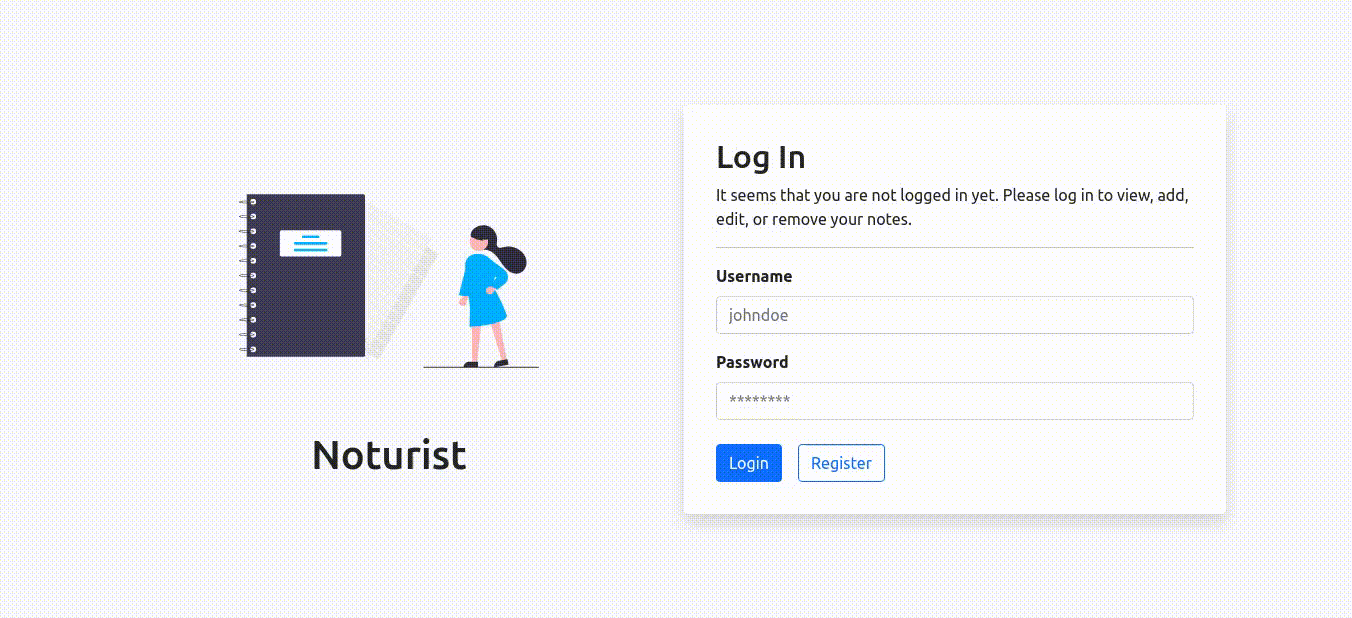 Noturist
Log In
It seems that you are not logged in yet. Please log in to view, add,
edit, or remove your notes.
Username
johndoe
Password
********
Login
Register